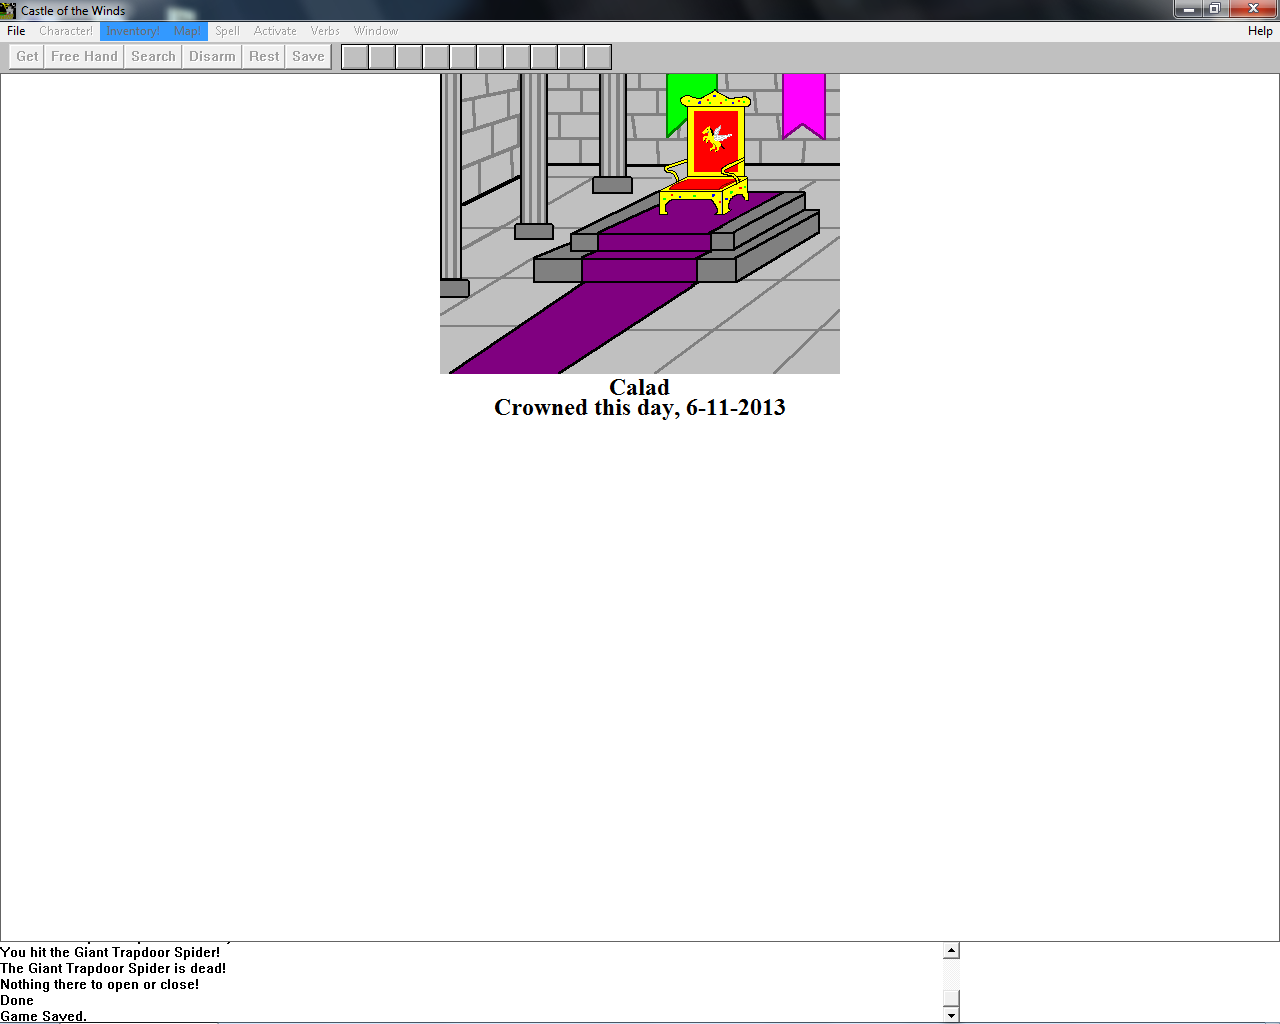 Castle of the Winds
File Character! Inventory! Map! Spell Activate Verbs Window Help
Get Free Hand Search Disarm Rest Save
Calad
Crowned this day, 6-11-2013
You hit the Giant Trapdoor Spider!
The Giant Trapdoor Spider is dead!
Nothing there to open or close!
Done
Game Saved.